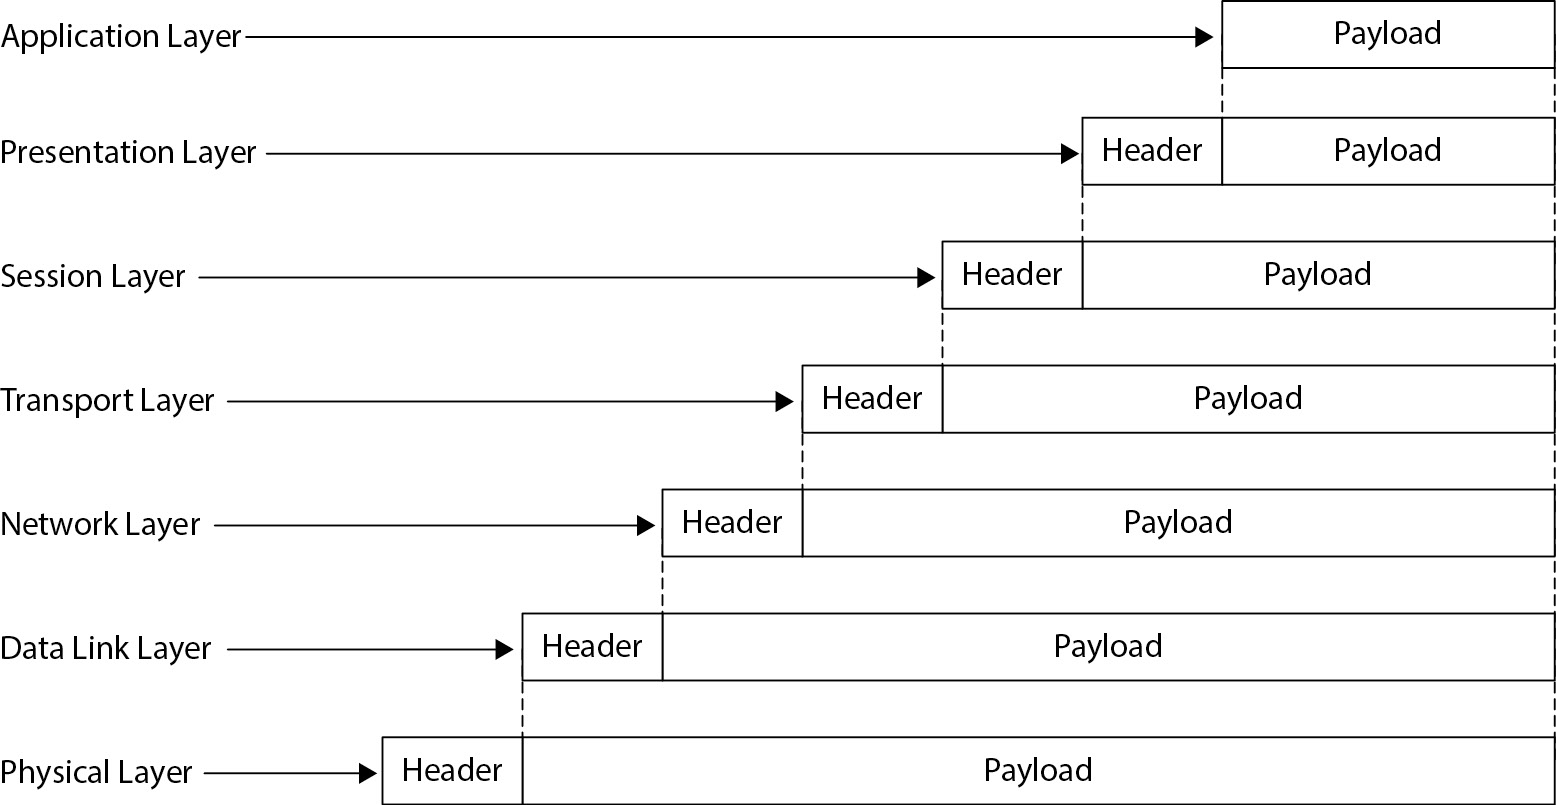 Application Layer Payload
Presentation Layer Header Payload
Session Layer Header Payload
Transport Layer Header Payload
Network Layer Header Payload
Data Link Layer Header Payload
Physical Layer Header Payload